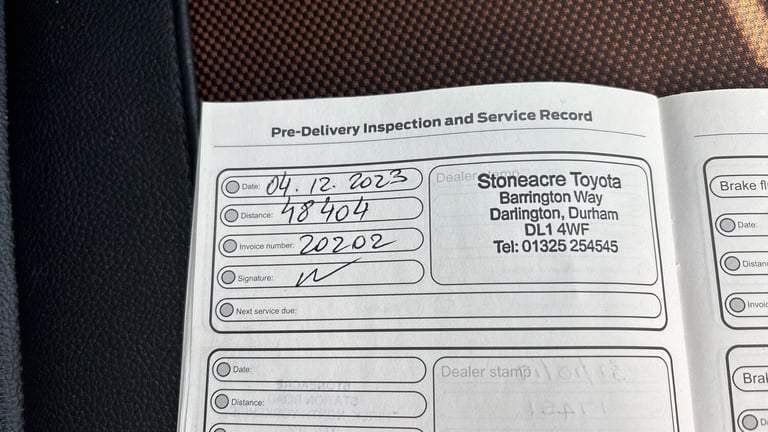 Pre-Delivery Inspection and Service Record
Date: 04.12.2023
Distance: 48404
Invoice number: 20202
Signature:
Next service due:
Dealer stamp
Stoneacre Toyota
Barrington Way
Darlington, Durham
DL1 4WF
Tel: 01325 254545
Date:
Distance:
Dealer stamp
Brake fl
Date:
Distan
Invoic
Bral
D